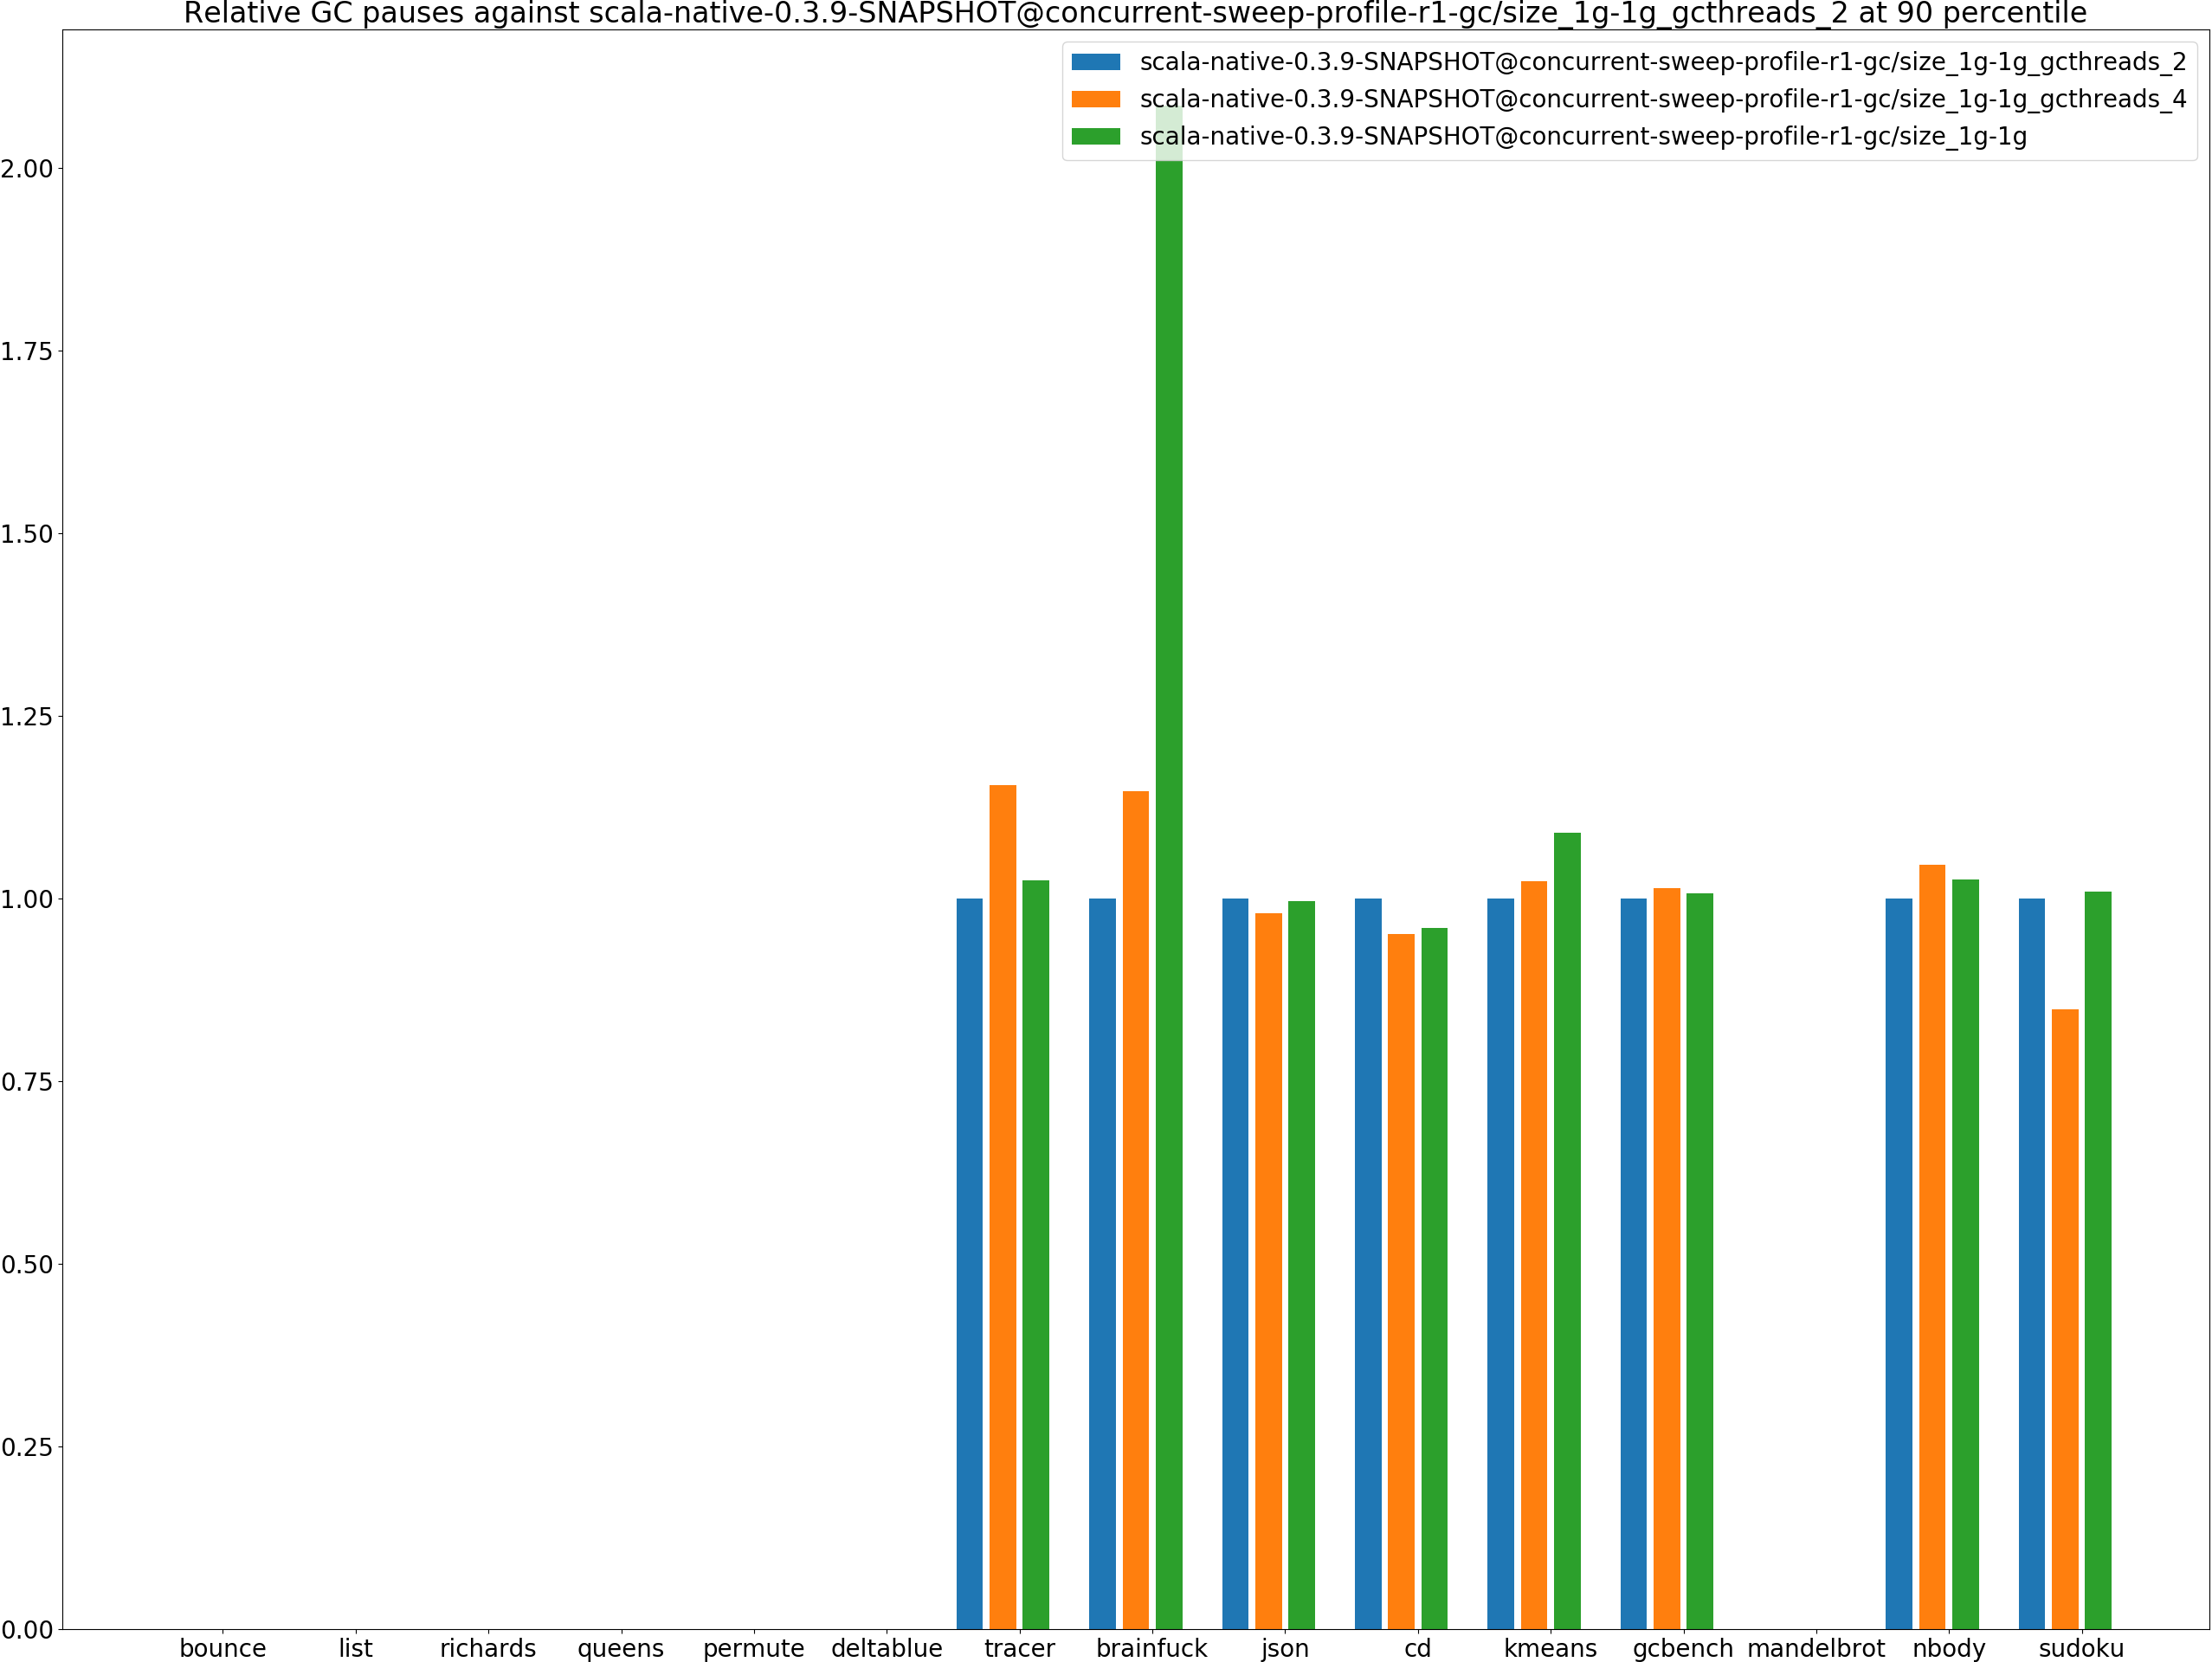 Relative GC pauses against scala-native-0.3.9-SNAPSHOT@concurrent-sweep-profile-r1-gc/size_1g-1g_gcthreads_2 at 90 percentile
scala-native-0.3.9-SNAPSHOT@concurrent-sweep-profile-r1-gc/size_1g-1g_gcthreads_2
scala-native-0.3.9-SNAPSHOT@concurrent-sweep-profile-r1-gc/size_1g-1g_gcthreads_4
scala-native-0.3.9-SNAPSHOT@concurrent-sweep-profile-r1-gc/size_1g-1g
2.00
1.75
1.50
1.25
1.00
0.75
0.50
0.25
0.00
bounce list richards queens permute deltablue tracer brainfuck json cd kmeans gcbench mandelbrot nbody sudoku